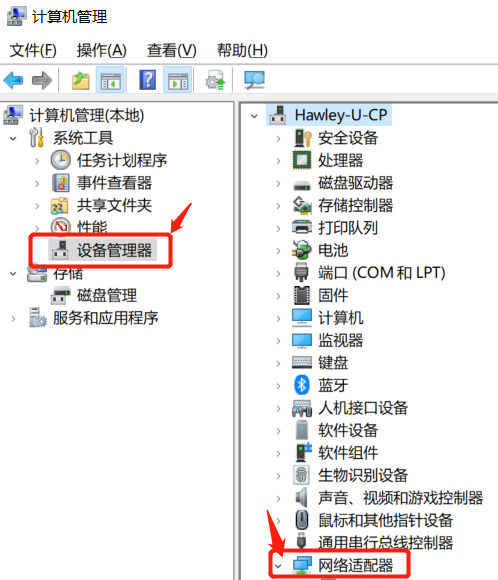 计算机管理
文件(F) 操作(A) 查看(V) 帮助(H)
计算机管理(本地)
系统工具
任务计划程序
事件查看器
共享文件夹
性能
设备管理器
存储
磁盘管理
服务和应用程序
Hawley-U-CP
安全设备
处理器
磁盘驱动器
存储控制器
打印队列
电池
端口 (COM 和 LPT)
固件
计算机
监视器
键盘
蓝牙
人机接口设备
软件设备
软件组件
生物识别设备
声音、视频和游戏控制器
鼠标和其他指针设备
通用串行总线控制器
网络适配器